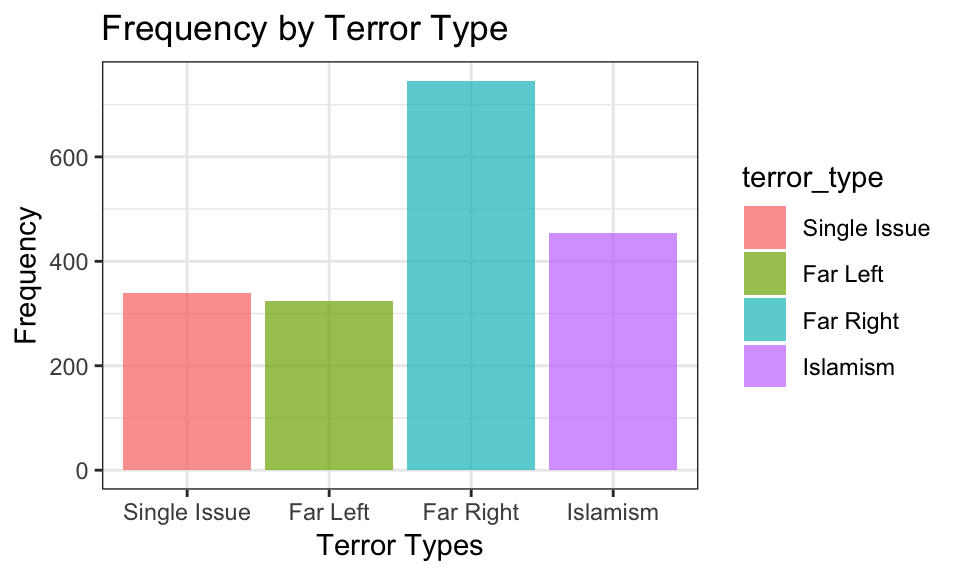 Frequency by Terror Type
Frequency
600
400
200
0
Single Issue Far Left Far Right Islamism
Terror Types
terror_type
Single Issue
Far Left
Far Right
Islamism